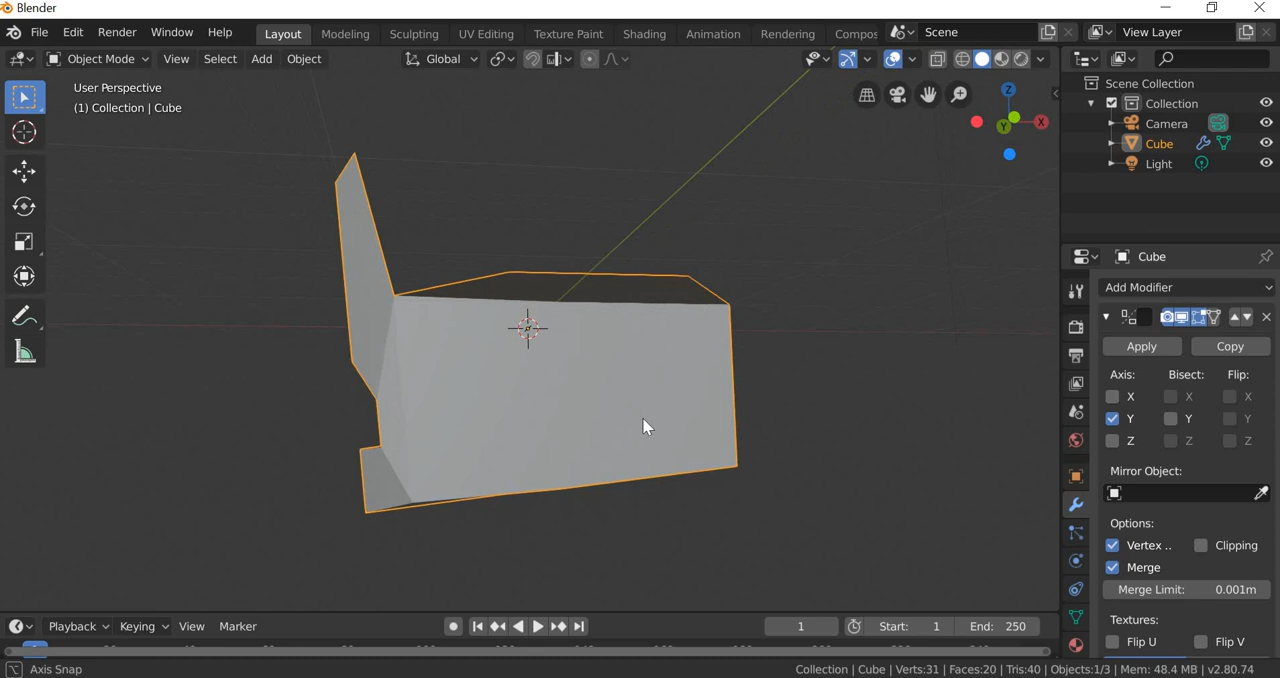 Blender
File Edit Render Window Help Layout Modeling Sculpting UV Editing Texture Paint Shading Animation Rendering Compos Scene View Layer
Object Mode View Select Add Object Global
User Perspective
(1) Collection | Cube
Z
X
Y
Scene Collection
Collection
Camera
Cube
Light
Cube
Add Modifier
Apply Copy
Axis: Bisect: Flip:
X X X
Y Y Y
Z Z Z
Mirror Object:
Options:
Vertex .. Clipping
Merge
Merge Limit: 0.001m
Textures:
Flip U Flip V
Playback Keying View Marker 1 Start: 1 End: 250
Axis Snap Collection | Cube | Verts:31 | Faces:20 | Tris:40 | Objects:1/3 | Mem: 48.4 MB | v2.80.74